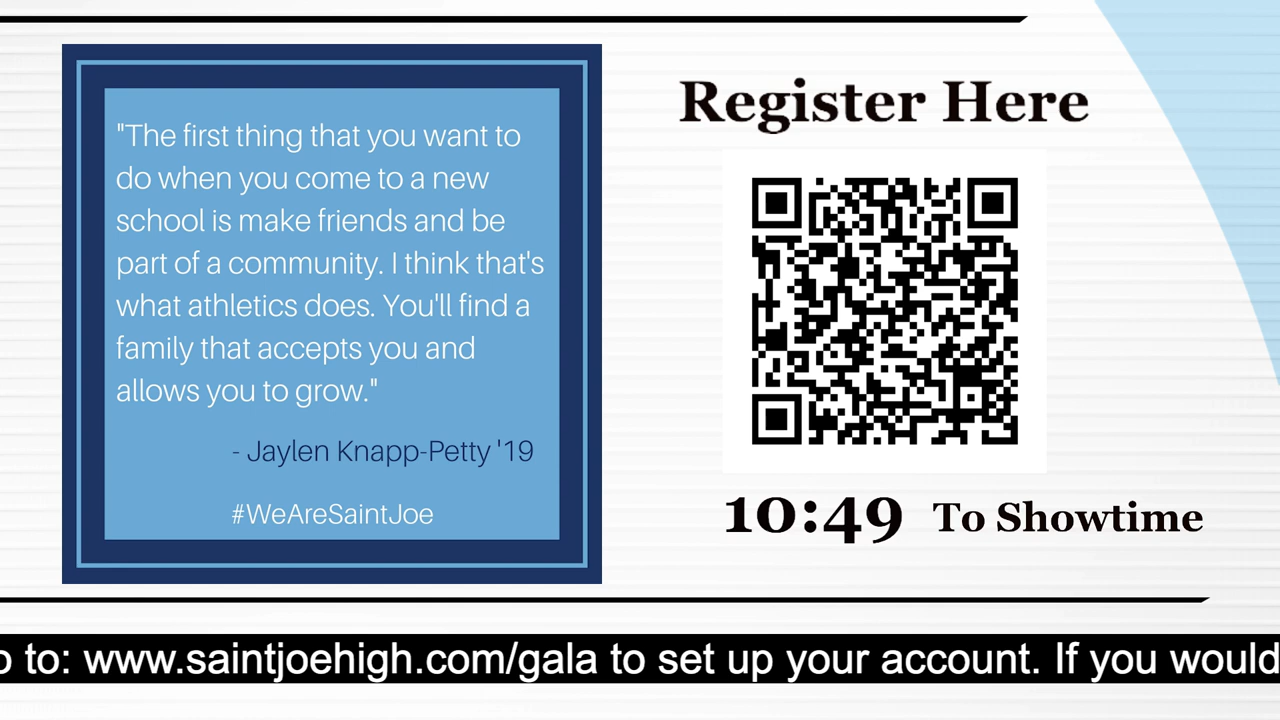 "The first thing that you want to
do when you come to a new
school is make friends and be
part of a community. I think that's
what athletics does. You'll find a
family that accepts you and
allows you to grow."
- Jaylen Knapp-Petty '19
#WeAreSaintJoe
Register Here
10:49 To Showtime
o to: www.saintjoehigh.com/gala to set up your account. If you would